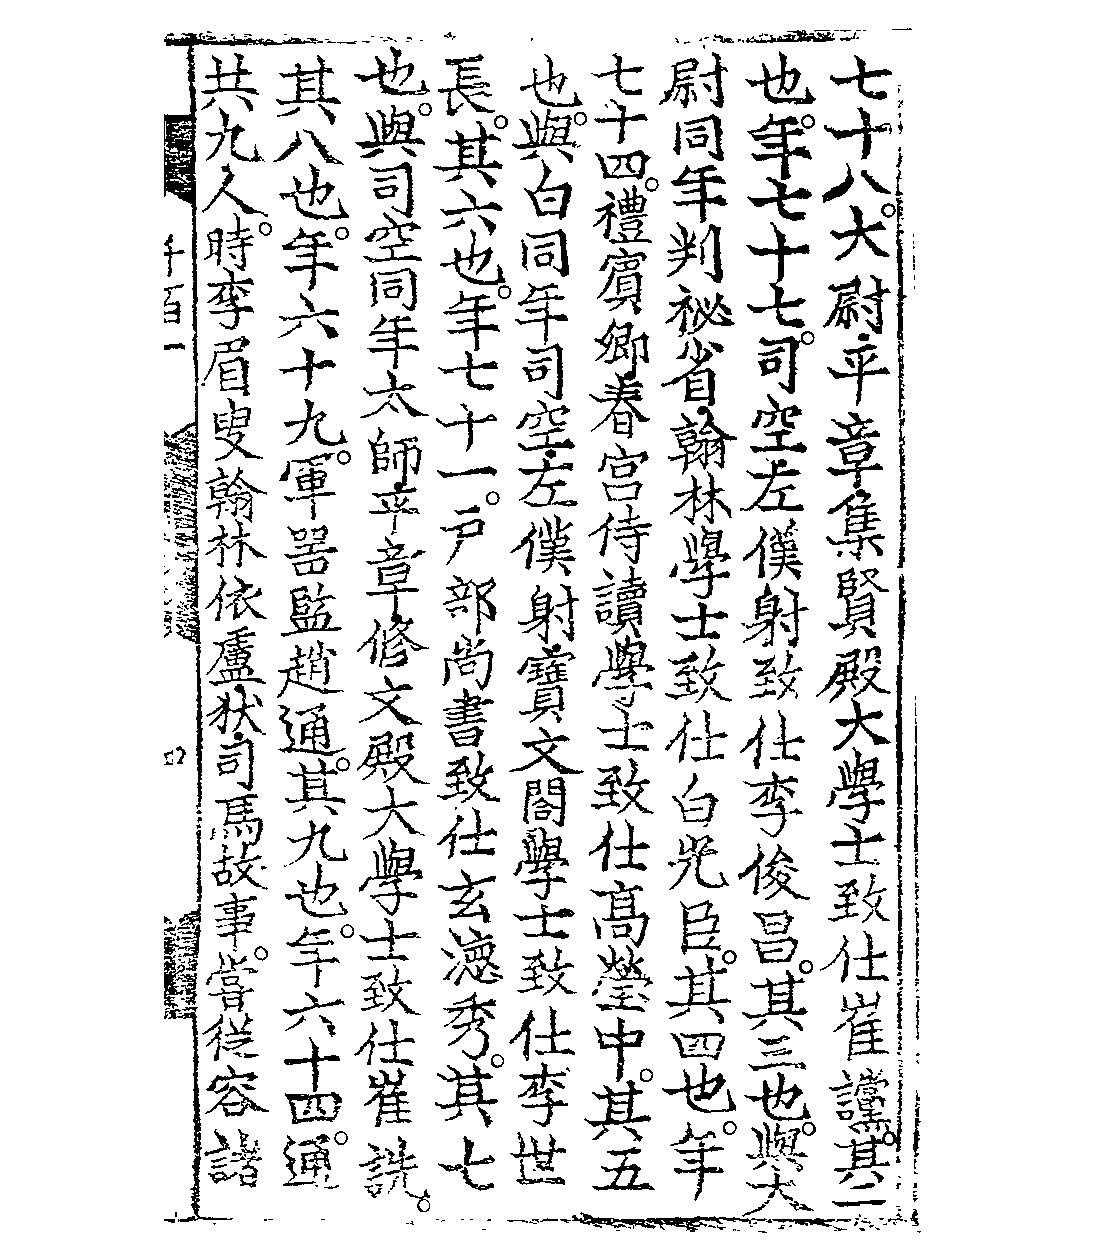 七十八。大尉平章集賢殿大學士致仕崔讜。其二
也。年七十七。司空左僕射致仕李俊昌。其三也。與大
尉同年判祕省翰林學士致仕白光臣。其四也。年
七十四。禮賓卿春宮侍讀學士致仕高瑩中。其五
也。與白同年司空左僕射寶文閣學士致仕李世
長。其六也。年七十一。戶部尚書致仕玄德秀。其七
也。與司空同年太師平章修文殿大學士致仕崔詵。
其八也。年六十九。軍器監趙通。其九也。年六十四。通
共九人。時李眉叟翰林依盧狄司馬故事。嘗從容諸